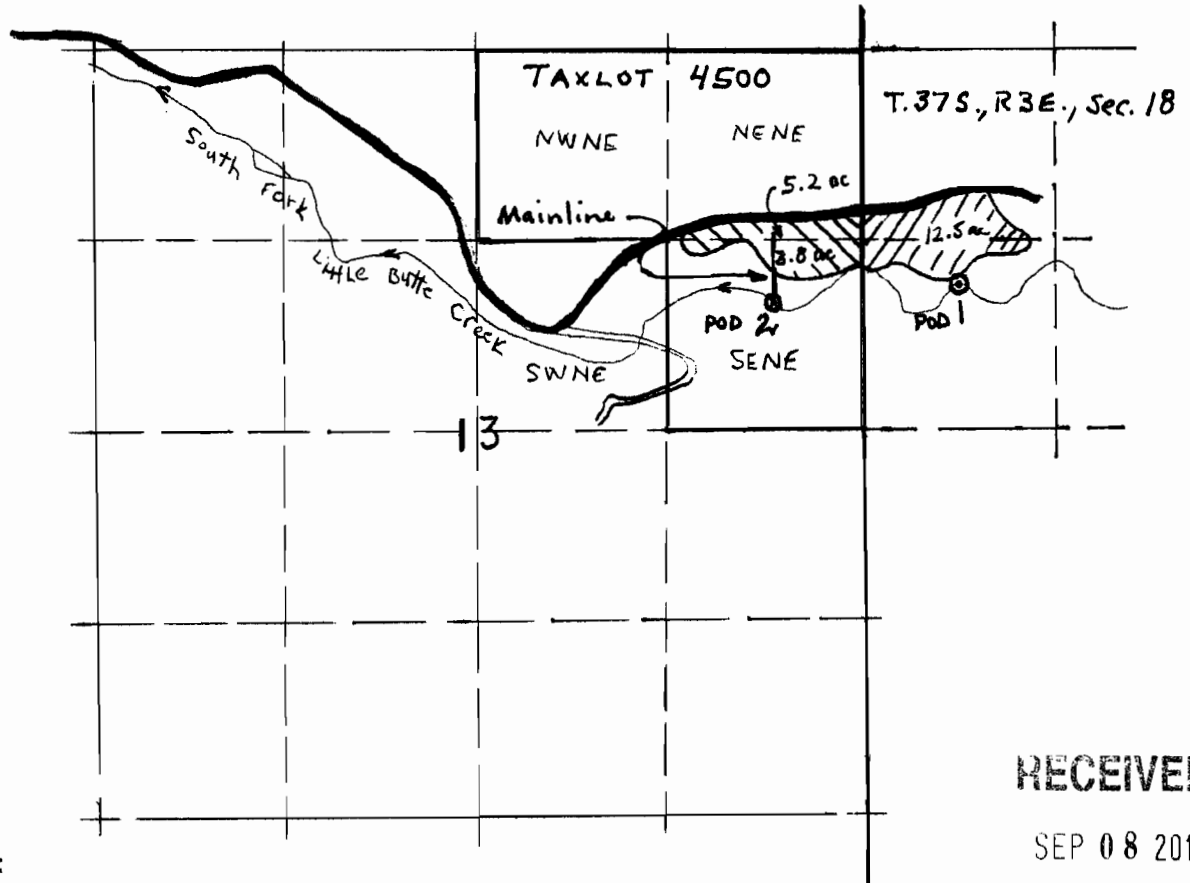 TAXLOT 4500
T.37S., R3E., Sec. 18
NWNE
NENE
5.2 ac
Mainline
12.5 ac
3.8 ac
South Fork Little Butte Creek
POD 2
POD 1
SWNE
SENE
13
RECEIVE
SEP 08 201